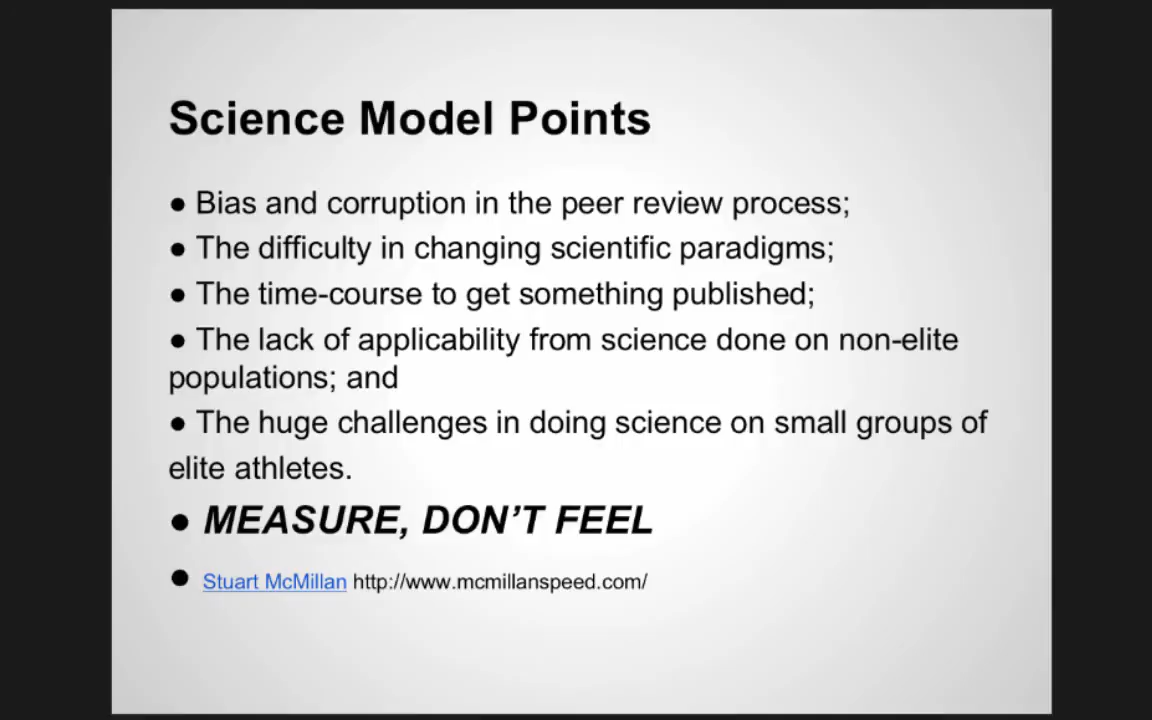 Science Model Points
● Bias and corruption in the peer review process;
● The difficulty in changing scientific paradigms;
● The time-course to get something published;
● The lack of applicability from science done on non-elite
populations; and
● The huge challenges in doing science on small groups of
elite athletes.
● MEASURE, DON’T FEEL
● Stuart McMillan http://www.mcmillanspeed.com/